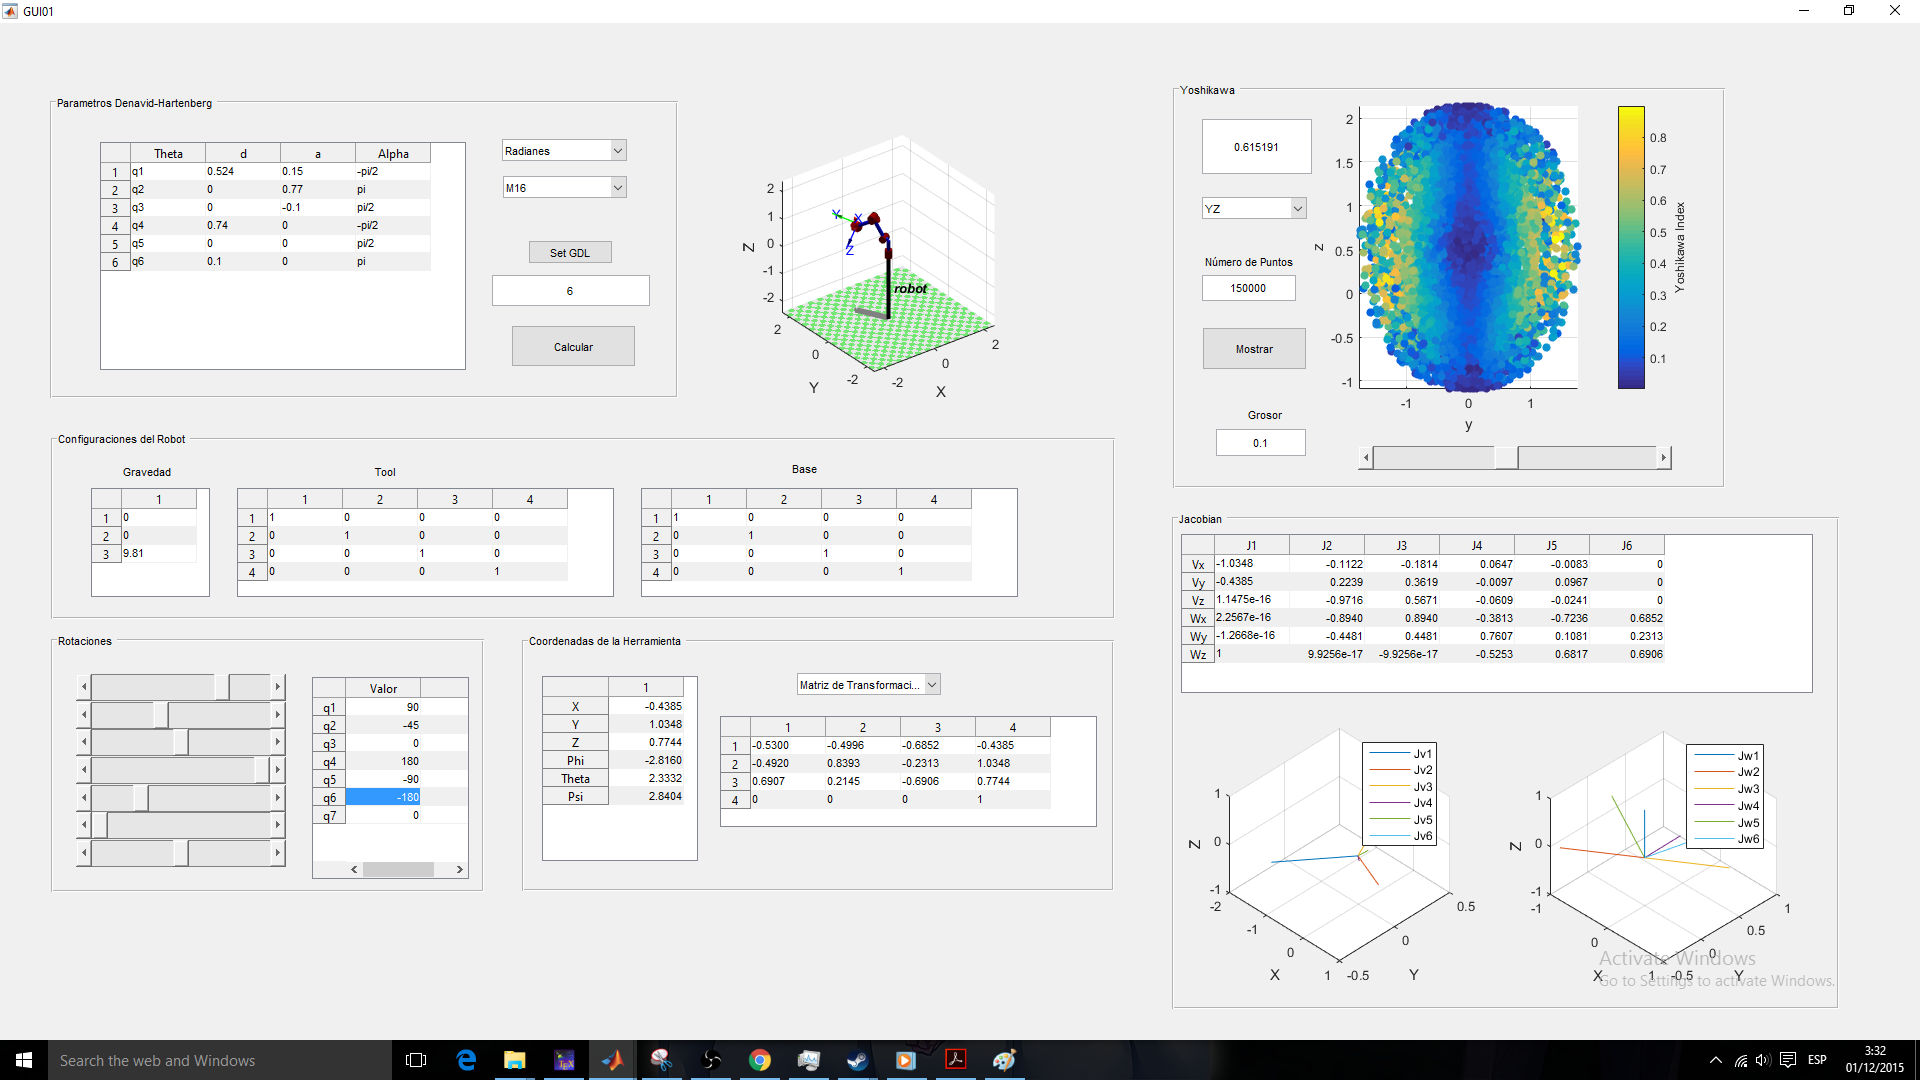 GUI01
Parametros Denavid-Hartenberg
Theta d a Alpha
1 q1 0.524 0.15 -pi/2
2 q2 0 0.77 pi
3 q3 0 -0.1 pi/2
4 q4 0.74 0 -pi/2
5 q5 0 0 pi/2
6 q6 0.1 0 pi
Radianes
M16
Set GDL
6
Calcular
2
1
0
-1
-2
Z
2
0
-2
Y
-2
0
2
X
robot
Y
X
Z
Yoshikawa
0.615191
YZ
Número de Puntos
150000
Mostrar
Grosor
0.1
2
1.5
1
0.5
0
-0.5
-1
z
-1 0 1
y
0.8
0.7
0.6
0.5
0.4
0.3
0.2
0.1
Yoshikawa Index
Configuraciones del Robot
Gravedad
1
1 0
2 0
3 9.81
Tool
1 2 3 4
1 1 0 0 0
2 0 1 0 0
3 0 0 1 0
4 0 0 0 1
Base
1 2 3 4
1 1 0 0 0
2 0 1 0 0
3 0 0 1 0
4 0 0 0 1
Jacobian
J1 J2 J3 J4 J5 J6
Vx -1.0348 -0.1122 -0.1814 0.0647 -0.0083 0
Vy -0.4385 0.2239 0.3619 -0.0097 0.0967 0
Vz 1.1475e-16 -0.9716 0.5671 -0.0609 -0.0241 0
Wx 2.2567e-16 -0.8940 0.8940 -0.3813 -0.7236 0.6852
Wy -1.2668e-16 -0.4481 0.4481 0.7607 0.1081 0.2313
Wz 1 9.9256e-17 -9.9256e-17 -0.5253 0.6817 0.6906
Rotaciones
Valor
q1 90
q2 -45
q3 0
q4 180
q5 -90
q6 -180
q7 0
Coordenadas de la Herramienta
1
X -0.4385
Y 1.0348
Z 0.7744
Phi -2.8160
Theta 2.3332
Psi 2.8404
Matriz de Transformaci...
1 2 3 4
1 -0.5300 -0.4996 -0.6852 -0.4385
2 -0.4920 0.8393 -0.2313 1.0348
3 0.6907 0.2145 -0.6906 0.7744
4 0 0 0 1
Jv1
Jv2
Jv3
Jv4
Jv5
Jv6
1
0
-1
Z
-2
-1
0
1
X
-0.5
0
0.5
Y
Jw1
Jw2
Jw3
Jw4
Jw5
Jw6
1
0
-1
Z
-1
0
1
X
-0.5
0
0.5
1
Y
Activate Windows
Go to Settings to activate Windows.
Search the web and Windows
TEX
ESP
3:32
01/12/2015